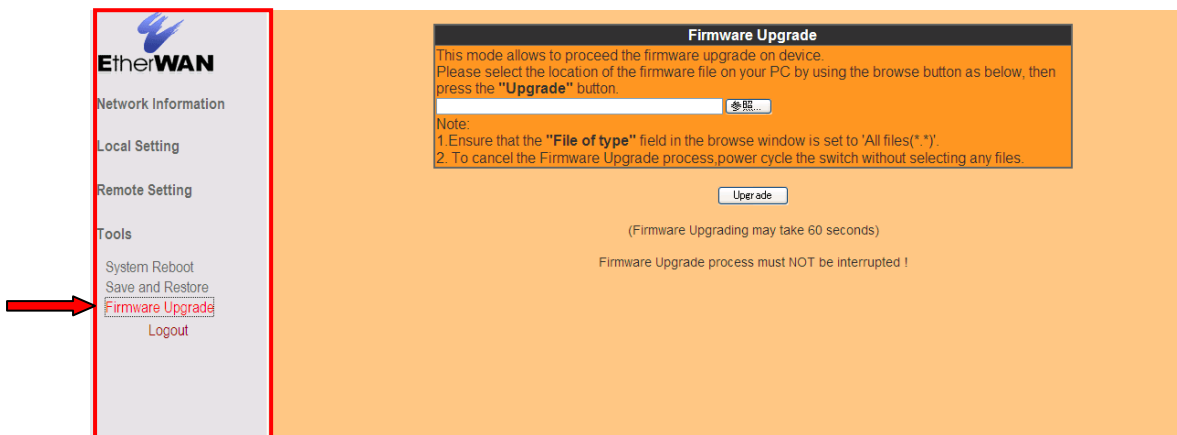 EtherWAN
Network Information
Local Setting
Remote Setting
Tools
System Reboot
Save and Restore
Firmware Upgrade
Logout
Firmware Upgrade
This mode allows to proceed the firmware upgrade on device.
Please select the location of the firmware file on your PC by using the browse button as below, then
press the "Upgrade" button.
参照...
Note:
1.Ensure that the "File of type" field in the browse window is set to 'All files(*.*)'.
2. To cancel the Firmware Upgrade process,power cycle the switch without selecting any files.
Upgrade
(Firmware Upgrading may take 60 seconds)
Firmware Upgrade process must NOT be interrupted !